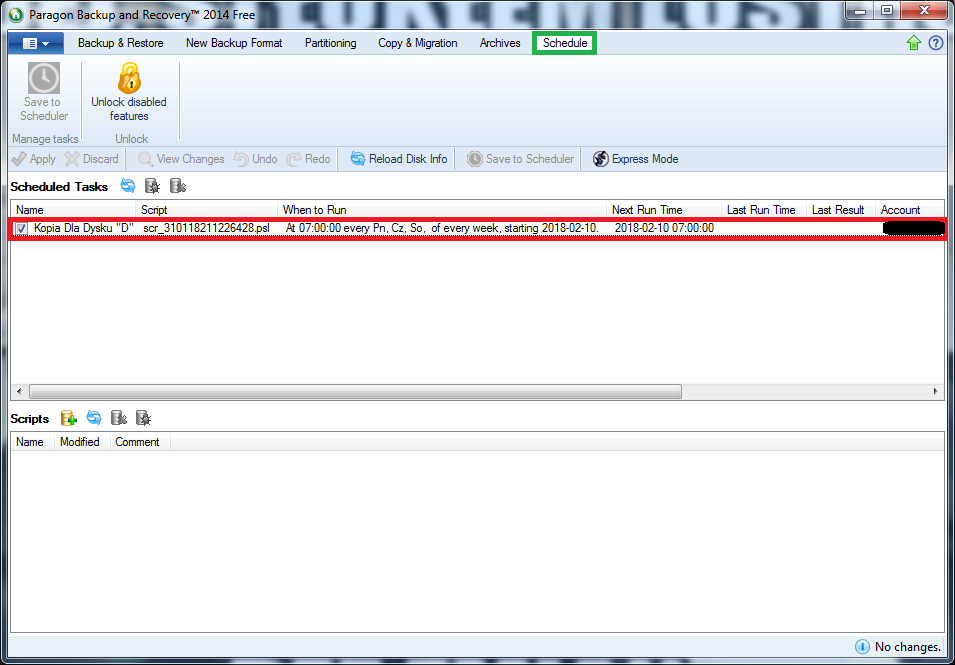 Paragon Backup and Recovery™ 2014 Free
Backup & Restore New Backup Format Partitioning Copy & Migration Archives Schedule
Save to Scheduler
Unlock disabled features
Manage tasks Unlock
Apply Discard View Changes Undo Redo Reload Disk Info Save to Scheduler Express Mode
Scheduled Tasks
Name Script When to Run Next Run Time Last Run Time Last Result Account
Kopia Dla Dysku "D" scr_310118211226428.psl At 07:00:00 every Pn, Cz, So, of every week, starting 2018-02-10. 2018-02-10 07:00:00
Scripts
Name Modified Comment
No changes.